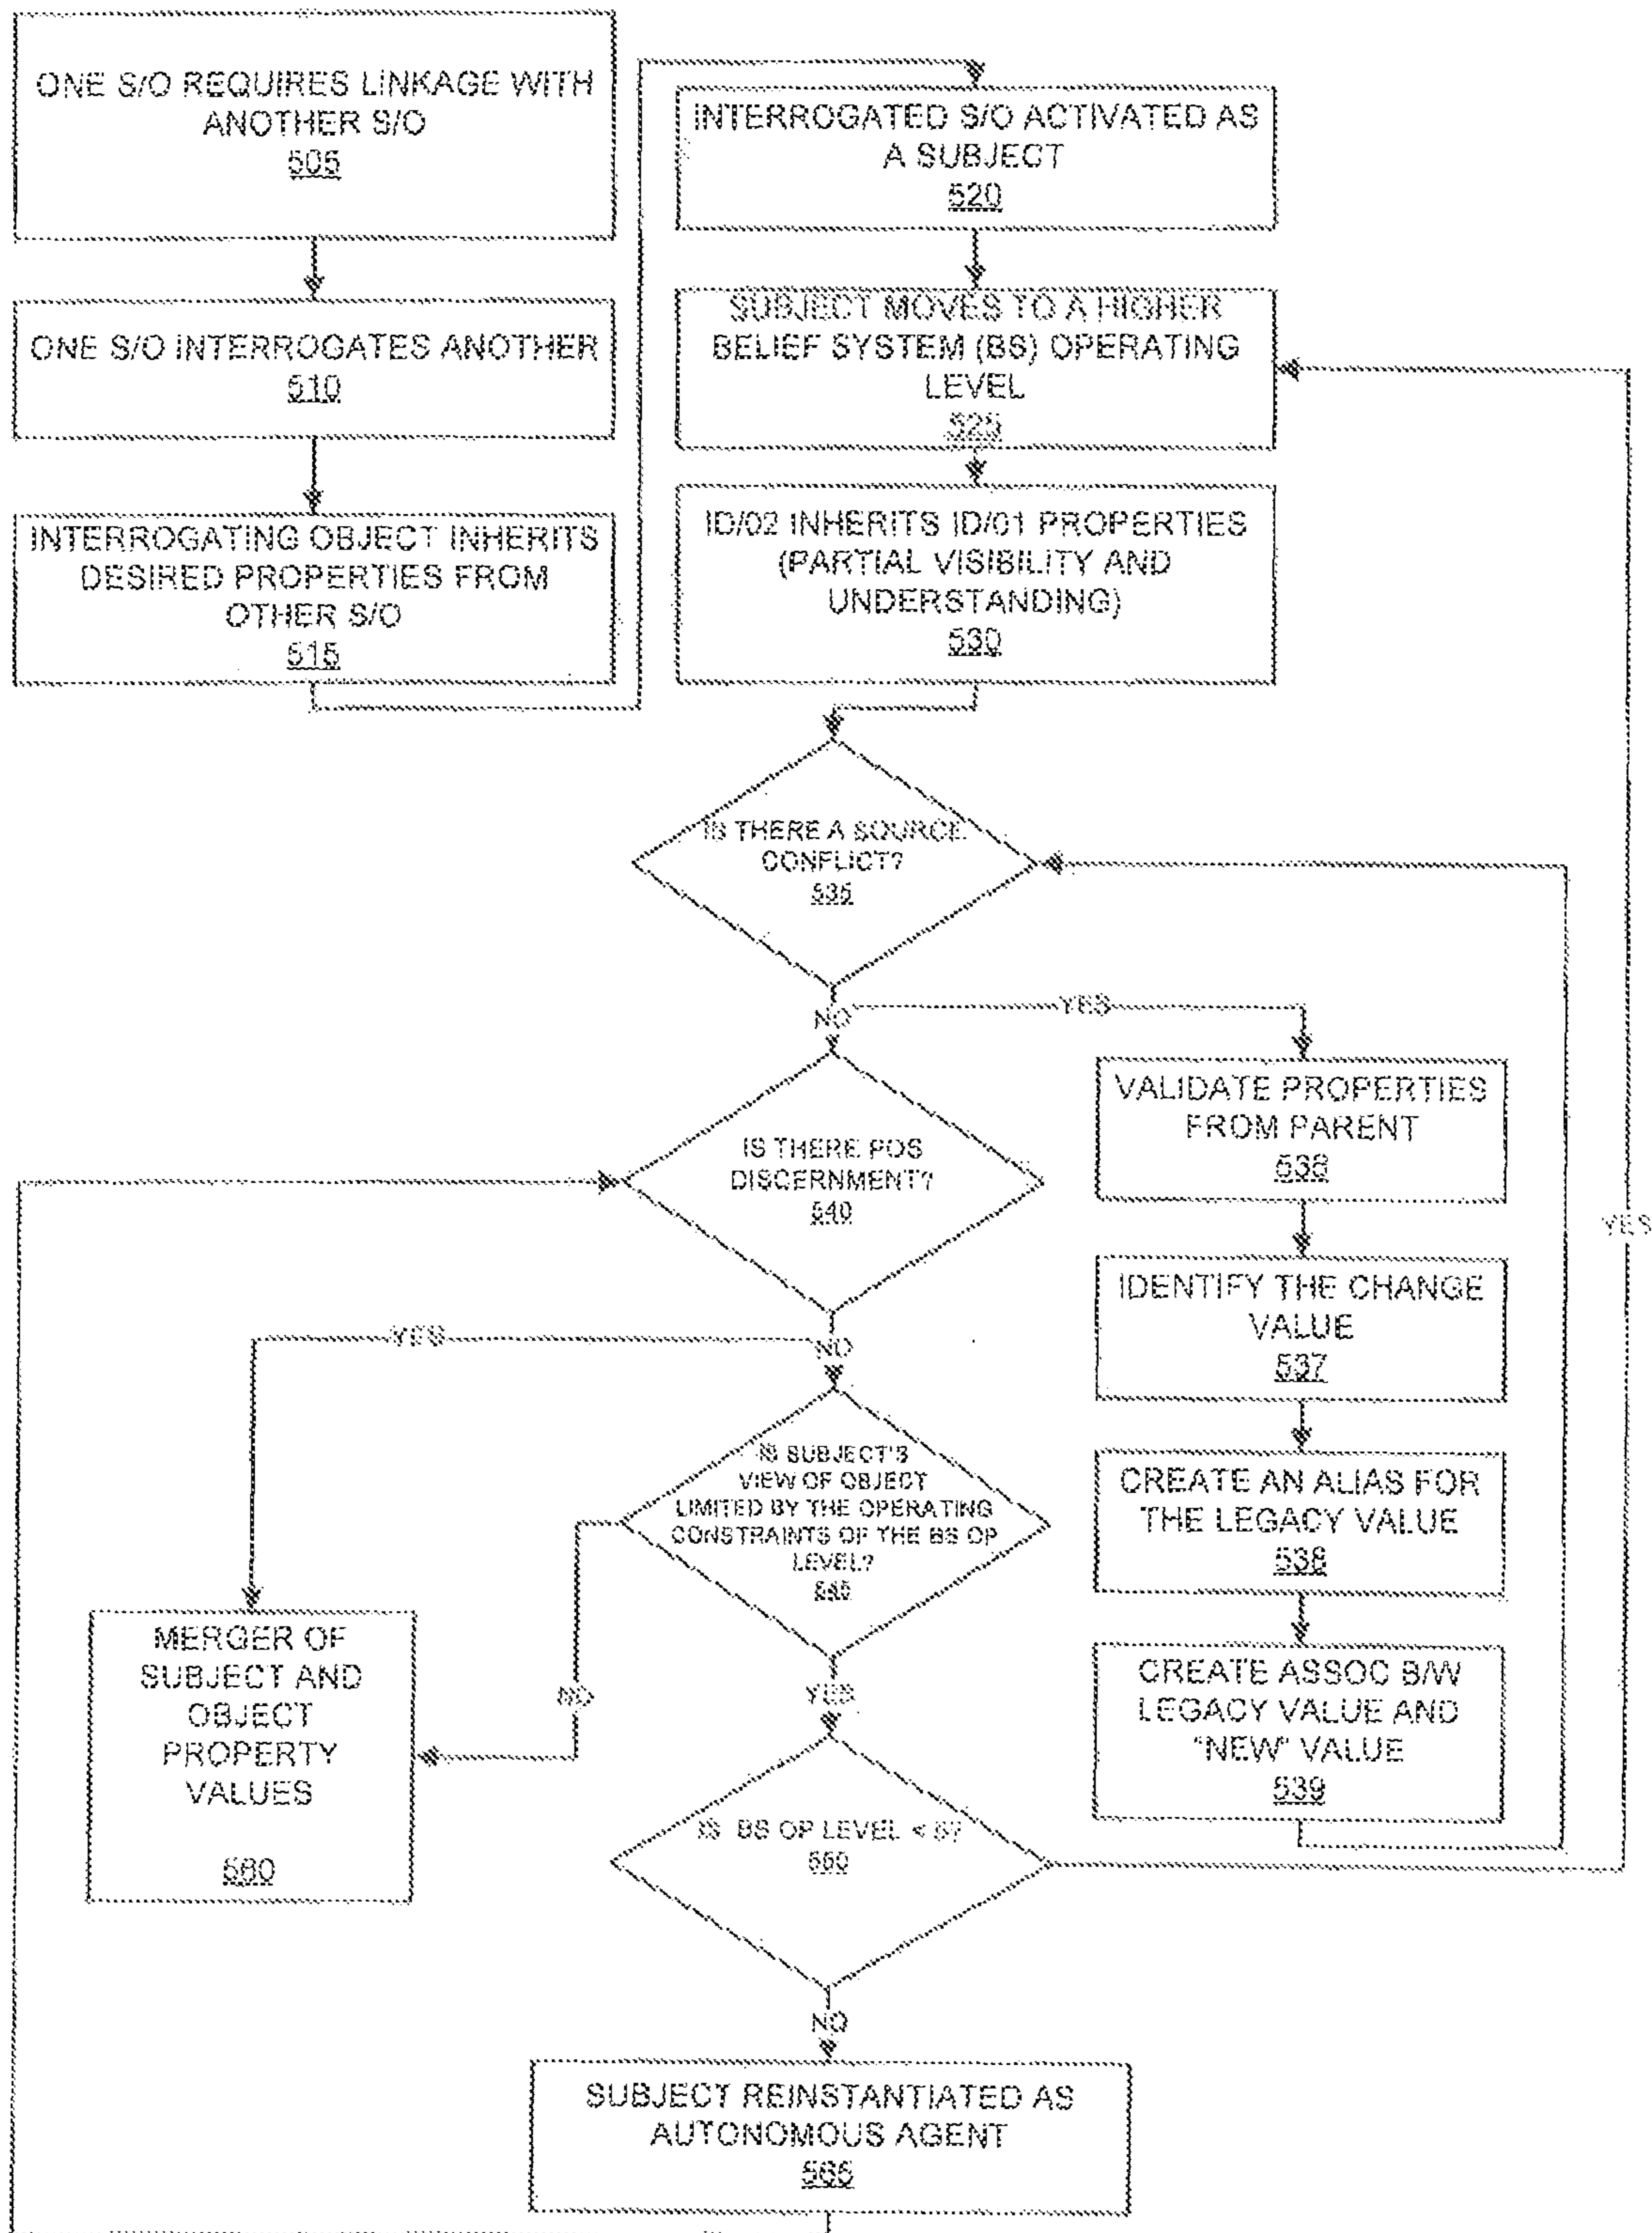 ONE S/O REQUIRES LINKAGE WITH
ANOTHER S/O
505
ONE S/O INTERROGATES ANOTHER
510
INTERROGATING OBJECT INHERITS
DESIRED PROPERTIES FROM
OTHER S/O
515
INTERROGATED S/O ACTIVATED AS
A SUBJECT
520
SUBJECT MOVES TO A HIGHER
BELIEF SYSTEM (BS) OPERATING
LEVEL
525
ID/02 INHERITS ID/01 PROPERTIES
(PARTIAL VISIBILITY AND
UNDERSTANDING)
530
IS THERE A SOURCE
CONFLICT?
535
NO
YES
VALIDATE PROPERTIES
FROM PARENT
IDENTIFY THE CHANGE
VALUE
537
CREATE AN ALIAS FOR
THE LEGACY VALUE
538
CREATE ASSOC B/W
LEGACY VALUE AND
"NEW" VALUE
539
IS THERE POS
DISCERNMENT?
540
YES
NO
IS SUBJECT'S
VIEW OF OBJECT
LIMITED BY THE OPERATING
CONSTRAINTS OF THE BS OP
LEVEL?
545
NO
YES
MERGER OF
SUBJECT AND
OBJECT
PROPERTY
VALUES
560
IS BS OP LEVEL <
550
YES
NO
SUBJECT REINSTANTIATED AS
AUTONOMOUS AGENT
565